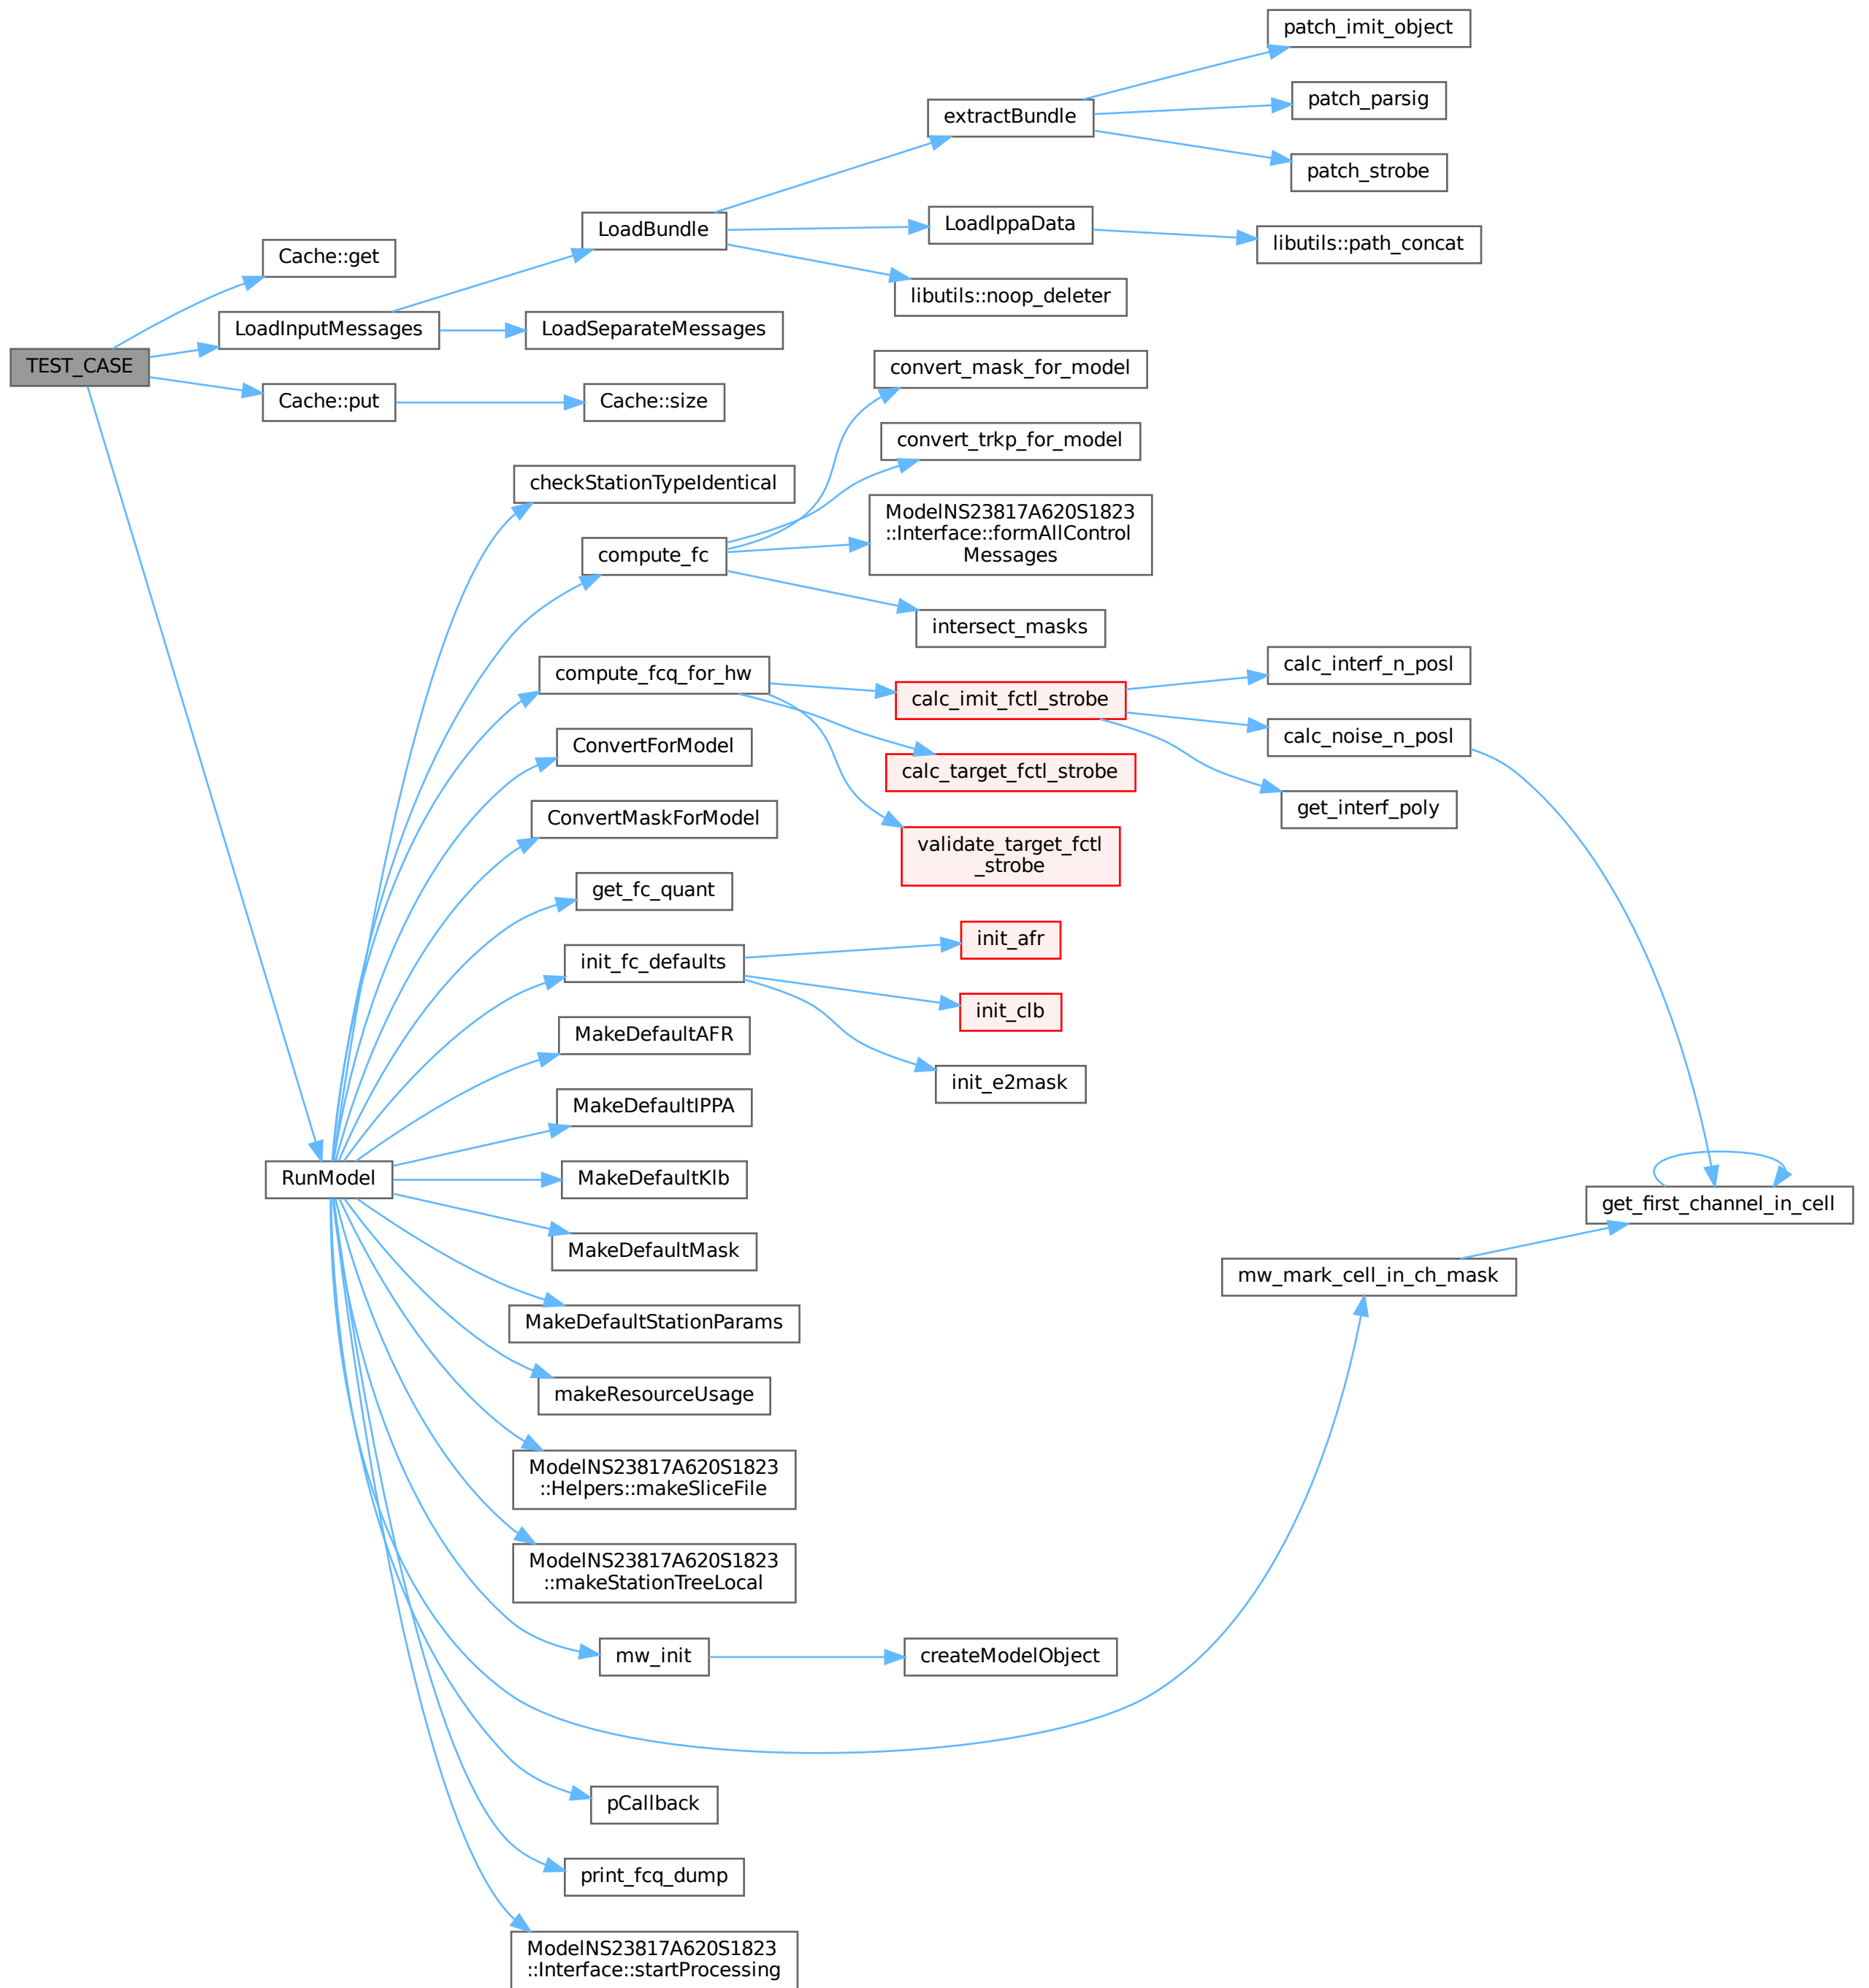 patch_imit_object
patch_parsig
extractBundle
patch_strobe
LoadBundle
LoadIppaData
libutils::path_concat
Cache::get
libutils::noop_deleter
LoadInputMessages
LoadSeparateMessages
TEST_CASE
convert_mask_for_model
Cache::put
Cache::size
convert_trkp_for_model
checkStationTypeIdentical
ModelNS23817A620S1823
::Interface::formAllControl
Messages
compute_fc
intersect_masks
compute_fcq_for_hw
calc_imit_fctl_strobe
calc_interf_n_posl
calc_noise_n_posl
ConvertForModel
calc_target_fctl_strobe
get_interf_poly
ConvertMaskForModel
validate_target_fctl
_strobe
get_fc_quant
init_afr
init_fc_defaults
init_clb
MakeDefaultAFR
init_e2mask
MakeDefaultIPPA
RunModel
MakeDefaultKlb
get_first_channel_in_cell
MakeDefaultMask
mw_mark_cell_in_ch_mask
MakeDefaultStationParams
makeResourceUsage
ModelNS23817A620S1823
::Helpers::makeSliceFile
ModelNS23817A620S1823
::makeStationTreeLocal
mw_init
createModelObject
pCallback
print_fcq_dump
ModelNS23817A620S1823
::Interface::startProcessing